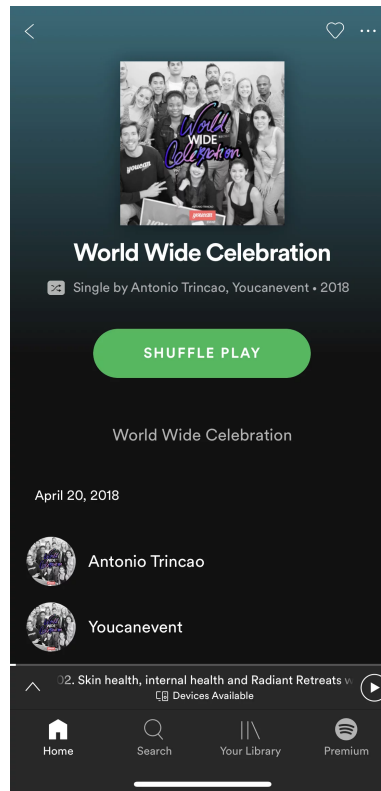 World
WIDE
Celebration
youcan
youcan
World Wide Celebration
Single by Antonio Trincao, Youcanevent • 2018
SHUFFLE PLAY
World Wide Celebration
April 20, 2018
Antonio Trincao
Youcanevent
02. Skin health, internal health and Radiant Retreats w
Devices Available
Home
Search
Your Library
Premium